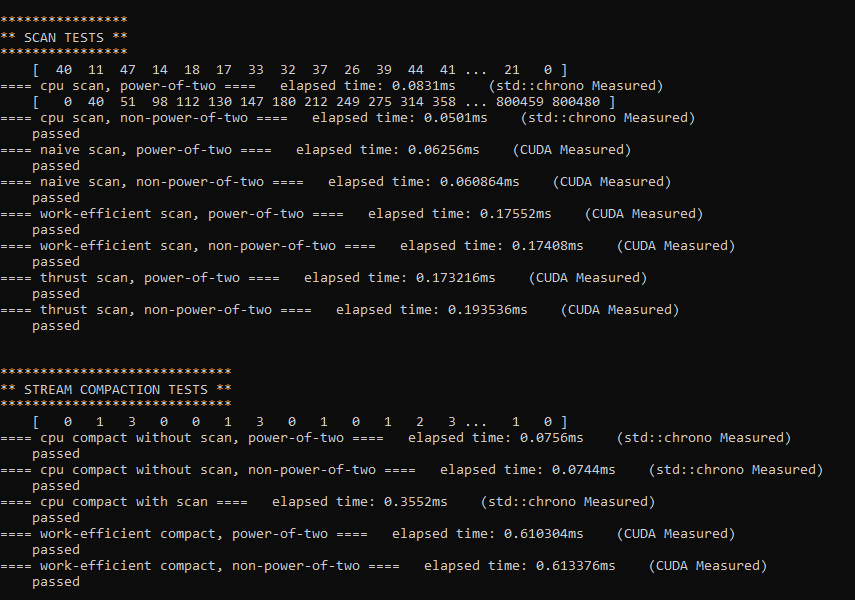 ****************
** SCAN TESTS **
****************
    [  40  11  47  14  18  17  33  32  37  26  39  44  41 ...  21   0 ]
==== cpu scan, power-of-two ====   elapsed time: 0.0831ms    (std::chrono Measured)
    [   0  40  51  98 112 130 147 180 212 249 275 314 358 ... 800459 800480 ]
==== cpu scan, non-power-of-two ====   elapsed time: 0.0501ms    (std::chrono Measured)
    passed
==== naive scan, power-of-two ====   elapsed time: 0.06256ms    (CUDA Measured)
    passed
==== naive scan, non-power-of-two ====   elapsed time: 0.060864ms    (CUDA Measured)
    passed
==== work-efficient scan, power-of-two ====   elapsed time: 0.17552ms    (CUDA Measured)
    passed
==== work-efficient scan, non-power-of-two ====   elapsed time: 0.17408ms    (CUDA Measured)
    passed
==== thrust scan, power-of-two ====   elapsed time: 0.173216ms    (CUDA Measured)
    passed
==== thrust scan, non-power-of-two ====   elapsed time: 0.193536ms    (CUDA Measured)
    passed
*****************************
** STREAM COMPACTION TESTS **
*****************************
    [   0   1   3   0   0   1   3   0   1   0   1   2   3 ...   1   0 ]
==== cpu compact without scan, power-of-two ====   elapsed time: 0.0756ms    (std::chrono Measured)
    passed
==== cpu compact without scan, non-power-of-two ====   elapsed time: 0.0744ms    (std::chrono Measured)
    passed
==== cpu compact with scan ====   elapsed time: 0.3552ms    (std::chrono Measured)
    passed
==== work-efficient compact, power-of-two ====   elapsed time: 0.610304ms    (CUDA Measured)
    passed
==== work-efficient compact, non-power-of-two ====   elapsed time: 0.613376ms    (CUDA Measured)
    passed